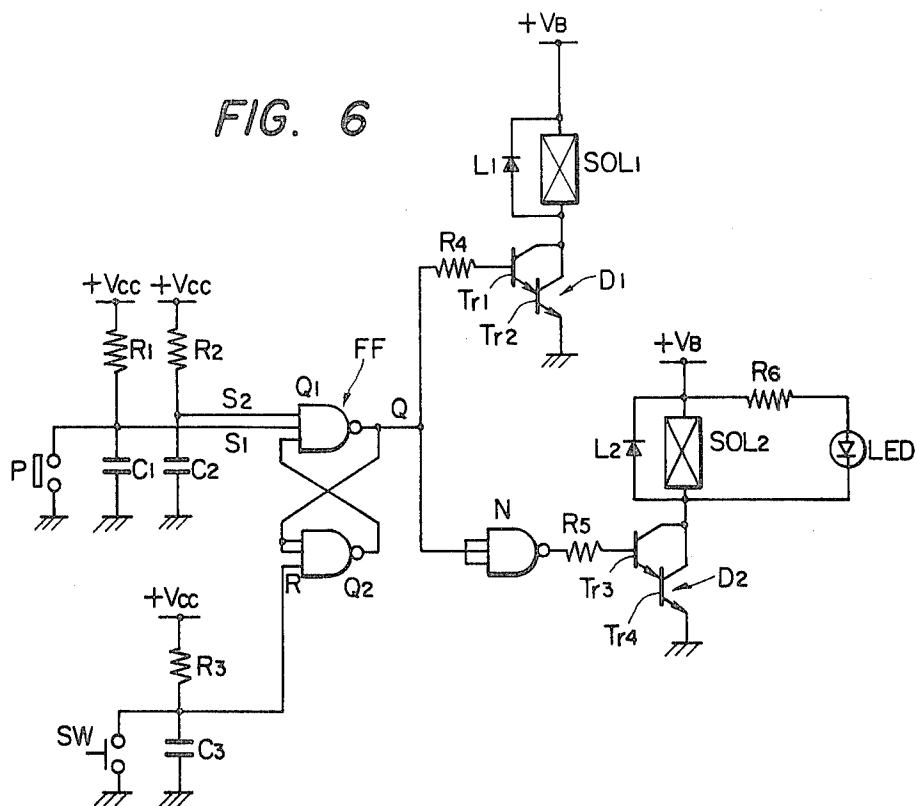 FIG. 6
+VB
L1
SOL1
R4
Tr1
Tr2
D1
+Vcc +Vcc
R1
R2
FF
Q1
Q
S2
S1
P
C1
C2
+VB
R6
L2
SOL2
LED
N
R5
R
Q2
Tr3
Tr4
D2
+Vcc
R3
SW
C3